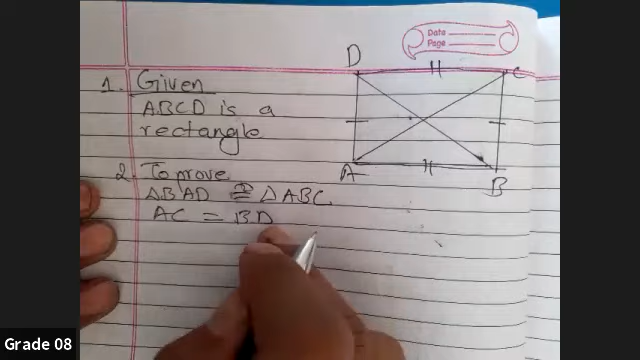 Date
Page
D
C
1. Given
ABCD is a
rectangle
A
B
2. To prove
ΔBAD ≅ ΔABC
AC = BD
Grade 08